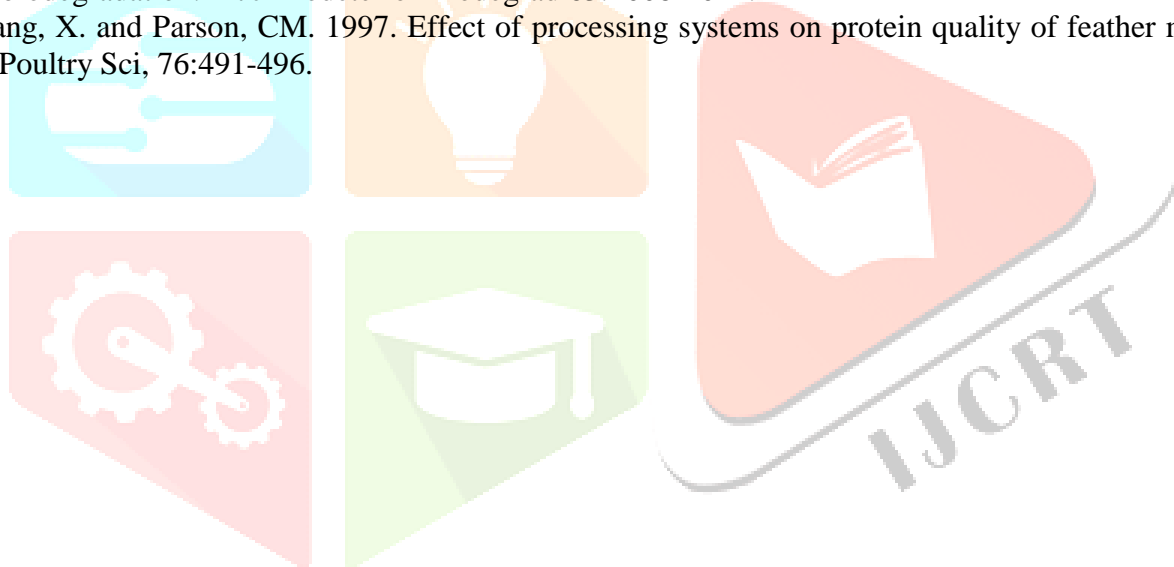 ang, X. and Parson, CM. 1997. Effect of processing systems on protein quality of feather
Poultry Sci, 76:491-496.
IJCRT